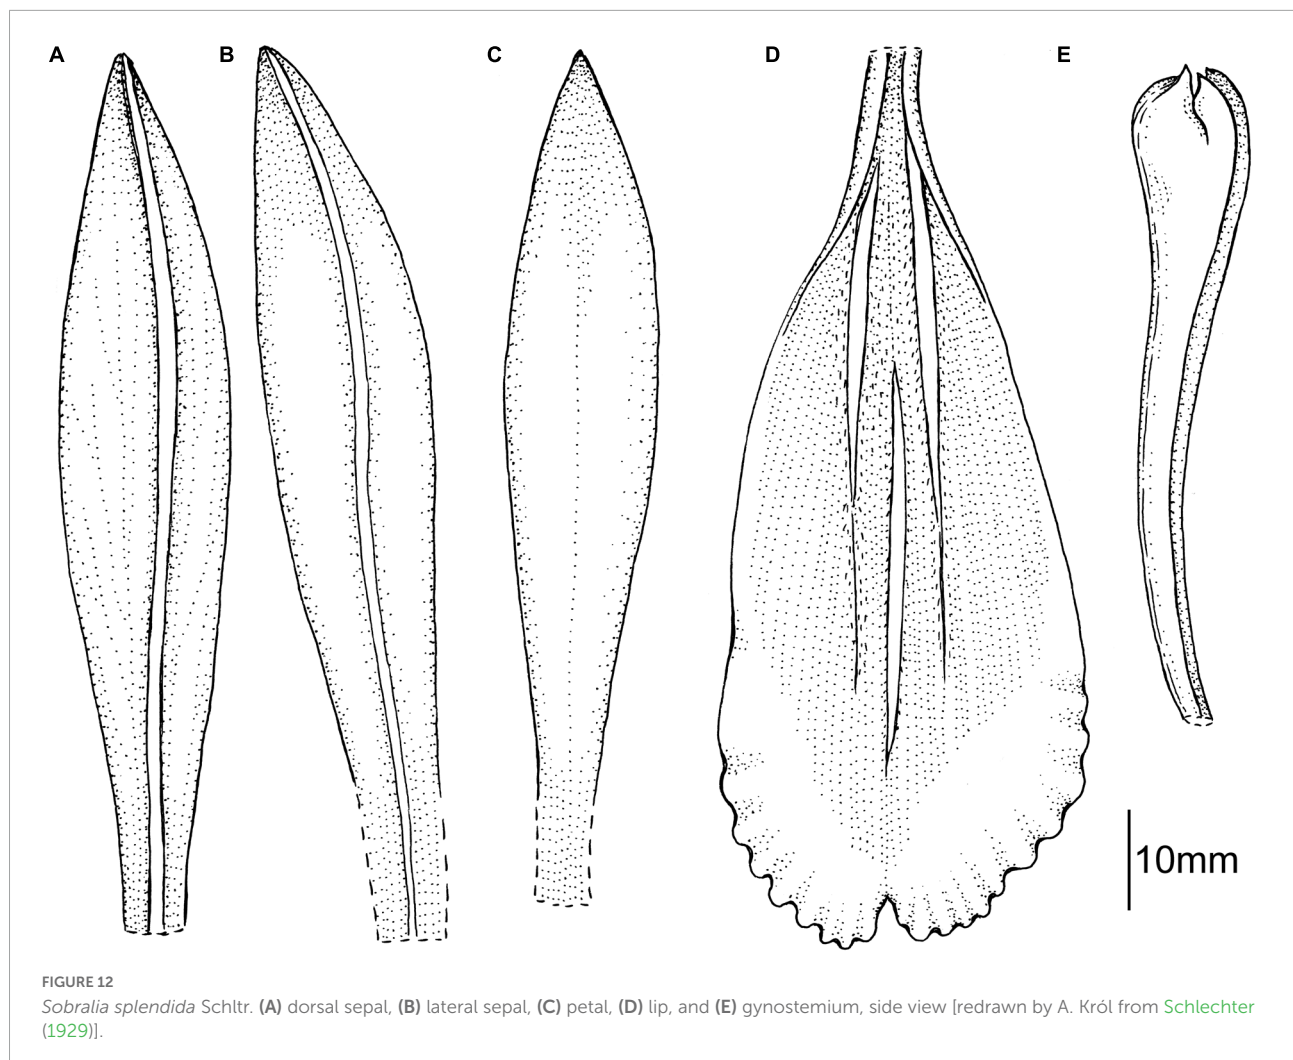 A B C D E
10mm
FIGURE 12
Sobralia splendida Schltr. (A) dorsal sepal, (B) lateral sepal, (C) petal, (D) lip, and (E) gynostemium, side view [redrawn by A. Król from Schlechter
(1929)].